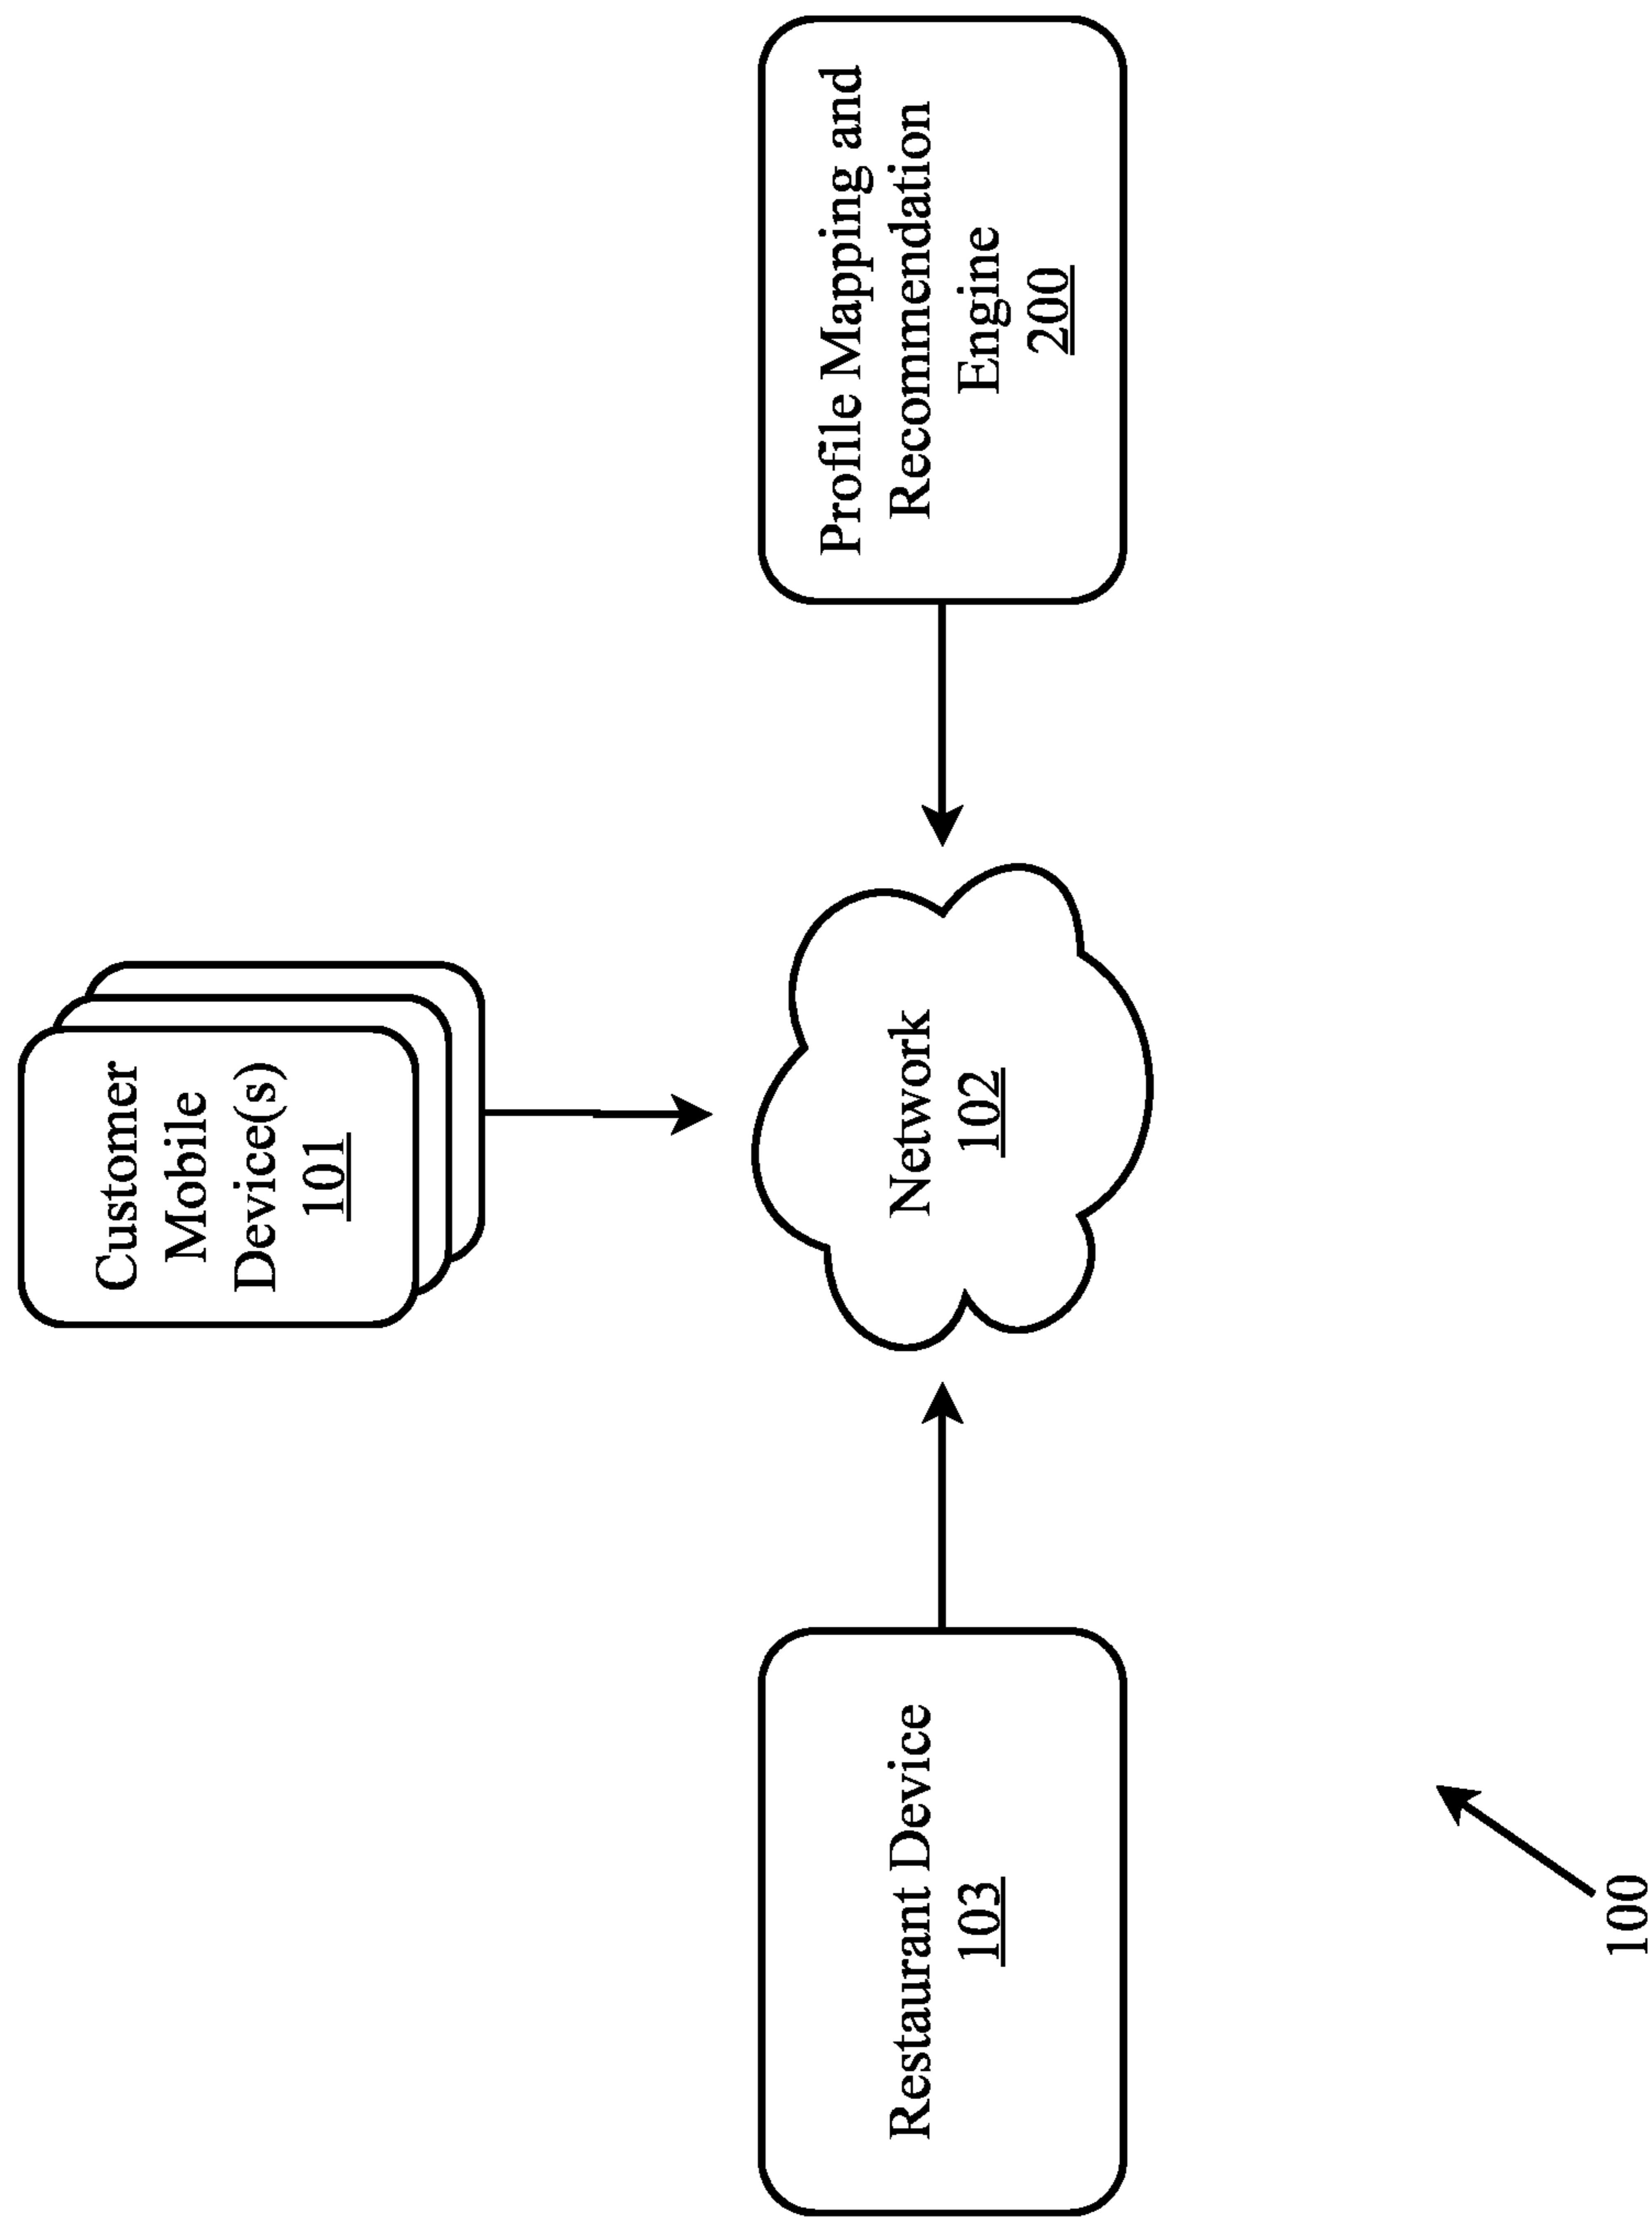 Customer
Mobile
Device(s)
101
Restaurant Device
103
Network
102
Profile Mapping and
Recommendation
Engine
200
100